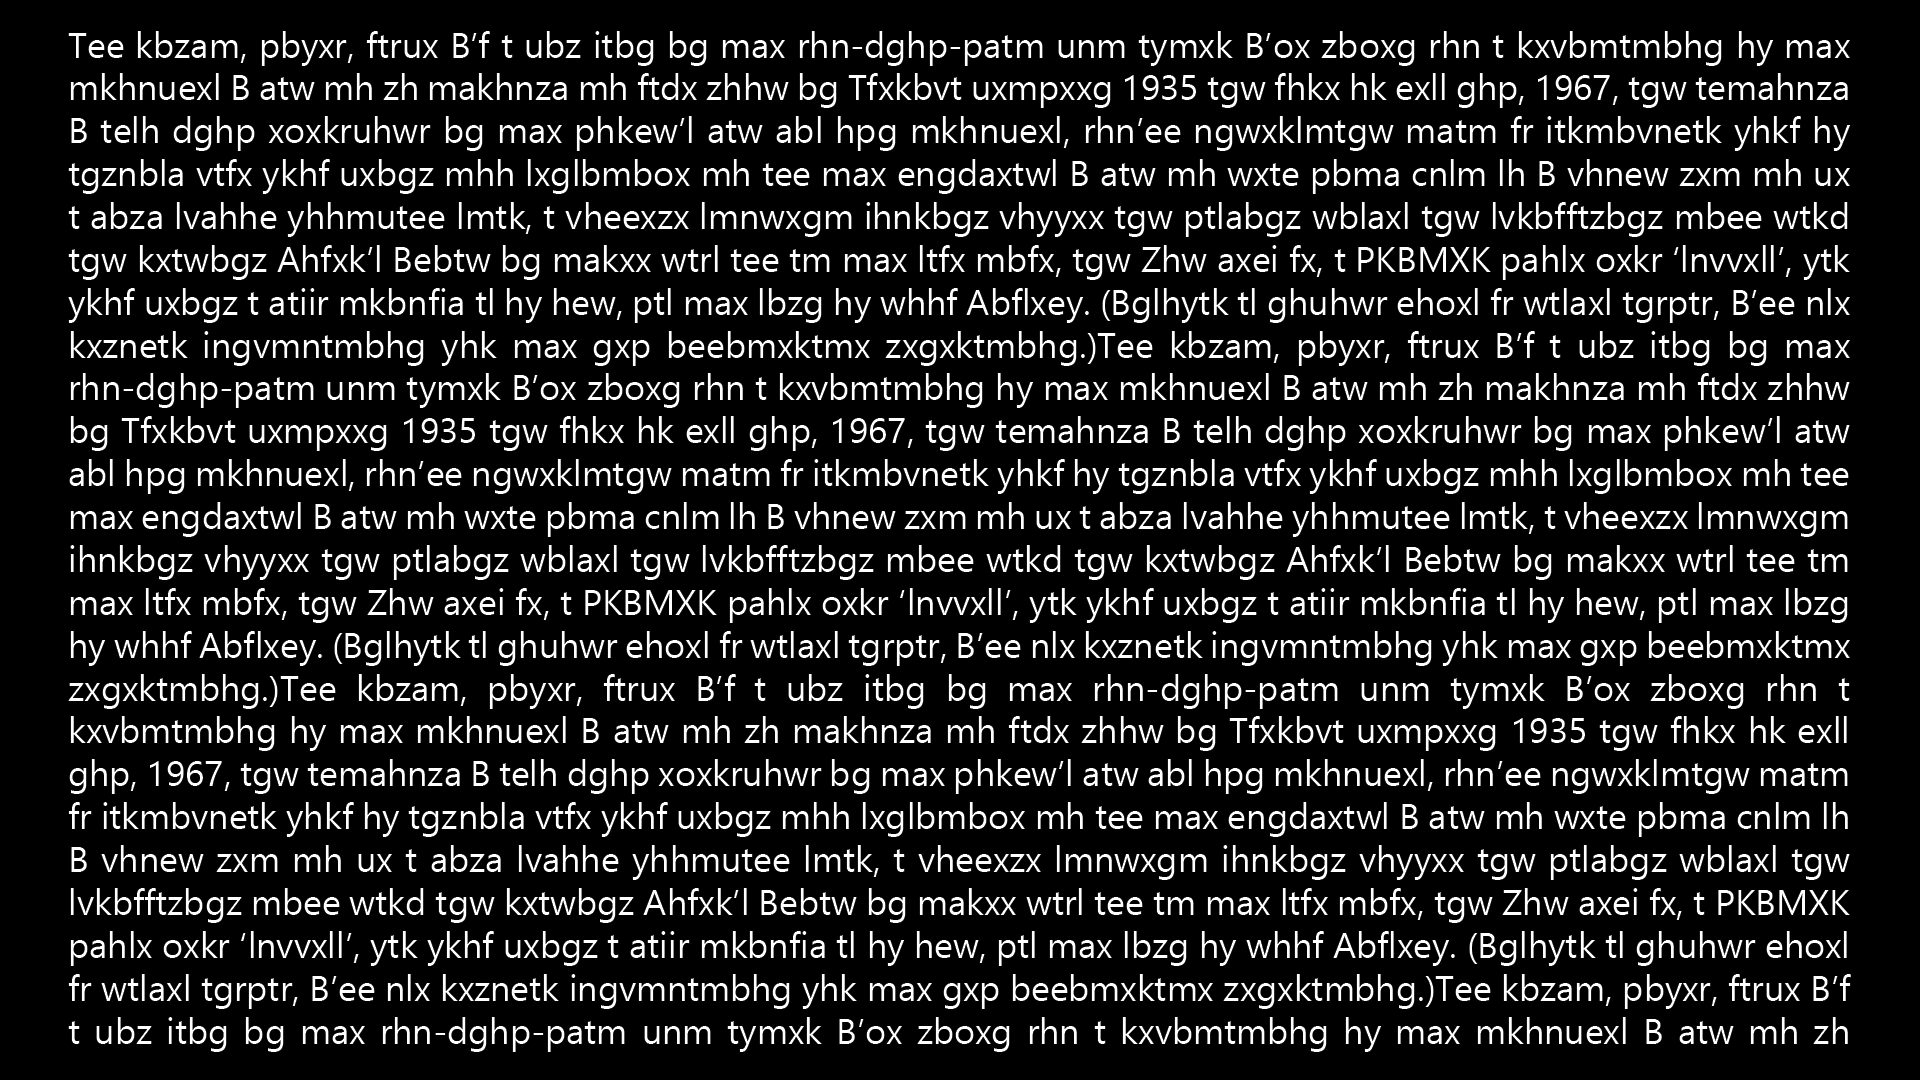 Tee kbzam, pbyxr, ftrux B’f t ubz itbg bg max rhn-dghp-patm unm tymxk B’ox zboxg rhn t kxvbmtmbhg hy max
mkhnuexl B atw mh zh makhnza mh ftdx zhhw bg Tfxkbvt uxmpxxg 1935 tgw fhkx hk exll ghp, 1967, tgw temahnza
B telh dghp xoxkruhwr bg max phkew’l atw abl hpg mkhnuexl, rhn’ee ngwxklmtgw matm fr itkmbvnetk yhkf hy
tgznbla vtfx ykhf uxbgz mhh lxglbmbox mh tee max engdaxtwl B atw mh wxte pbma cnlm lh B vhnew zxm mh ux
t abza lvahhe yhhmutee lmtk, t vheexzx lmnwxgm ihnkbgz vhyyxx tgw ptlabgz wblaxl tgw lvkbfftzbgz mbee wtkd
tgw kxtwbgz Ahfxk’l Bebtw bg makxx wtrl tee tm max ltfx mbfx, tgw Zhw axei fx, t PKBMXK pahlx oxkr ‘lnvvxll’, ytk
ykhf uxbgz t atiir mkbnfia tl hy hew, ptl max lbzg hy whhf Abflxey. (Bglhytk tl ghuhwr ehoxl fr wtlaxl tgrptr, B’ee nlx
kxznetk ingvmntmbhg yhk max gxp beebmxktmx zxgxktmbhg.)Tee kbzam, pbyxr, ftrux B’f t ubz itbg bg max
rhn-dghp-patm unm tymxk B’ox zboxg rhn t kxvbmtmbhg hy max mkhnuexl B atw mh zh makhnza mh ftdx zhhw
bg Tfxkbvt uxmpxxg 1935 tgw fhkx hk exll ghp, 1967, tgw temahnza B telh dghp xoxkruhwr bg max phkew’l atw
abl hpg mkhnuexl, rhn’ee ngwxklmtgw matm fr itkmbvnetk yhkf hy tgznbla vtfx ykhf uxbgz mhh lxglbmbox mh tee
max engdaxtwl B atw mh wxte pbma cnlm lh B vhnew zxm mh ux t abza lvahhe yhhmutee lmtk, t vheexzx lmnwxgm
ihnkbgz vhyyxx tgw ptlabgz wblaxl tgw lvkbfftzbgz mbee wtkd tgw kxtwbgz Ahfxk’l Bebtw bg makxx wtrl tee tm
max ltfx mbfx, tgw Zhw axei fx, t PKBMXK pahlx oxkr ‘lnvvxll’, ytk ykhf uxbgz t atiir mkbnfia tl hy hew, ptl max lbzg
hy whhf Abflxey. (Bglhytk tl ghuhwr ehoxl fr wtlaxl tgrptr, B’ee nlx kxznetk ingvmntmbhg yhk max gxp beebmxktmx
zxgxktmbhg.)Tee kbzam, pbyxr, ftrux B’f t ubz itbg bg max rhn-dghp-patm unm tymxk B’ox zboxg rhn t
kxvbmtmbhg hy max mkhnuexl B atw mh zh makhnza mh ftdx zhhw bg Tfxkbvt uxmpxxg 1935 tgw fhkx hk exll
ghp, 1967, tgw temahnza B telh dghp xoxkruhwr bg max phkew’l atw abl hpg mkhnuexl, rhn’ee ngwxklmtgw matm
fr itkmbvnetk yhkf hy tgznbla vtfx ykhf uxbgz mhh lxglbmbox mh tee max engdaxtwl B atw mh wxte pbma cnlm lh
B vhnew zxm mh ux t abza lvahhe yhhmutee lmtk, t vheexzx lmnwxgm ihnkbgz vhyyxx tgw ptlabgz wblaxl tgw
lvkbfftzbgz mbee wtkd tgw kxtwbgz Ahfxk’l Bebtw bg makxx wtrl tee tm max ltfx mbfx, tgw Zhw axei fx, t PKBMXK
pahlx oxkr ‘lnvvxll’, ytk ykhf uxbgz t atiir mkbnfia tl hy hew, ptl max lbzg hy whhf Abflxey. (Bglhytk tl ghuhwr ehoxl
fr wtlaxl tgrptr, B’ee nlx kxznetk ingvmntmbhg yhk max gxp beebmxktmx zxgxktmbhg.)Tee kbzam, pbyxr, ftrux B’f
t ubz itbg bg max rhn-dghp-patm unm tymxk B’ox zboxg rhn t kxvbmtmbhg hy max mkhnuexl B atw mh zh